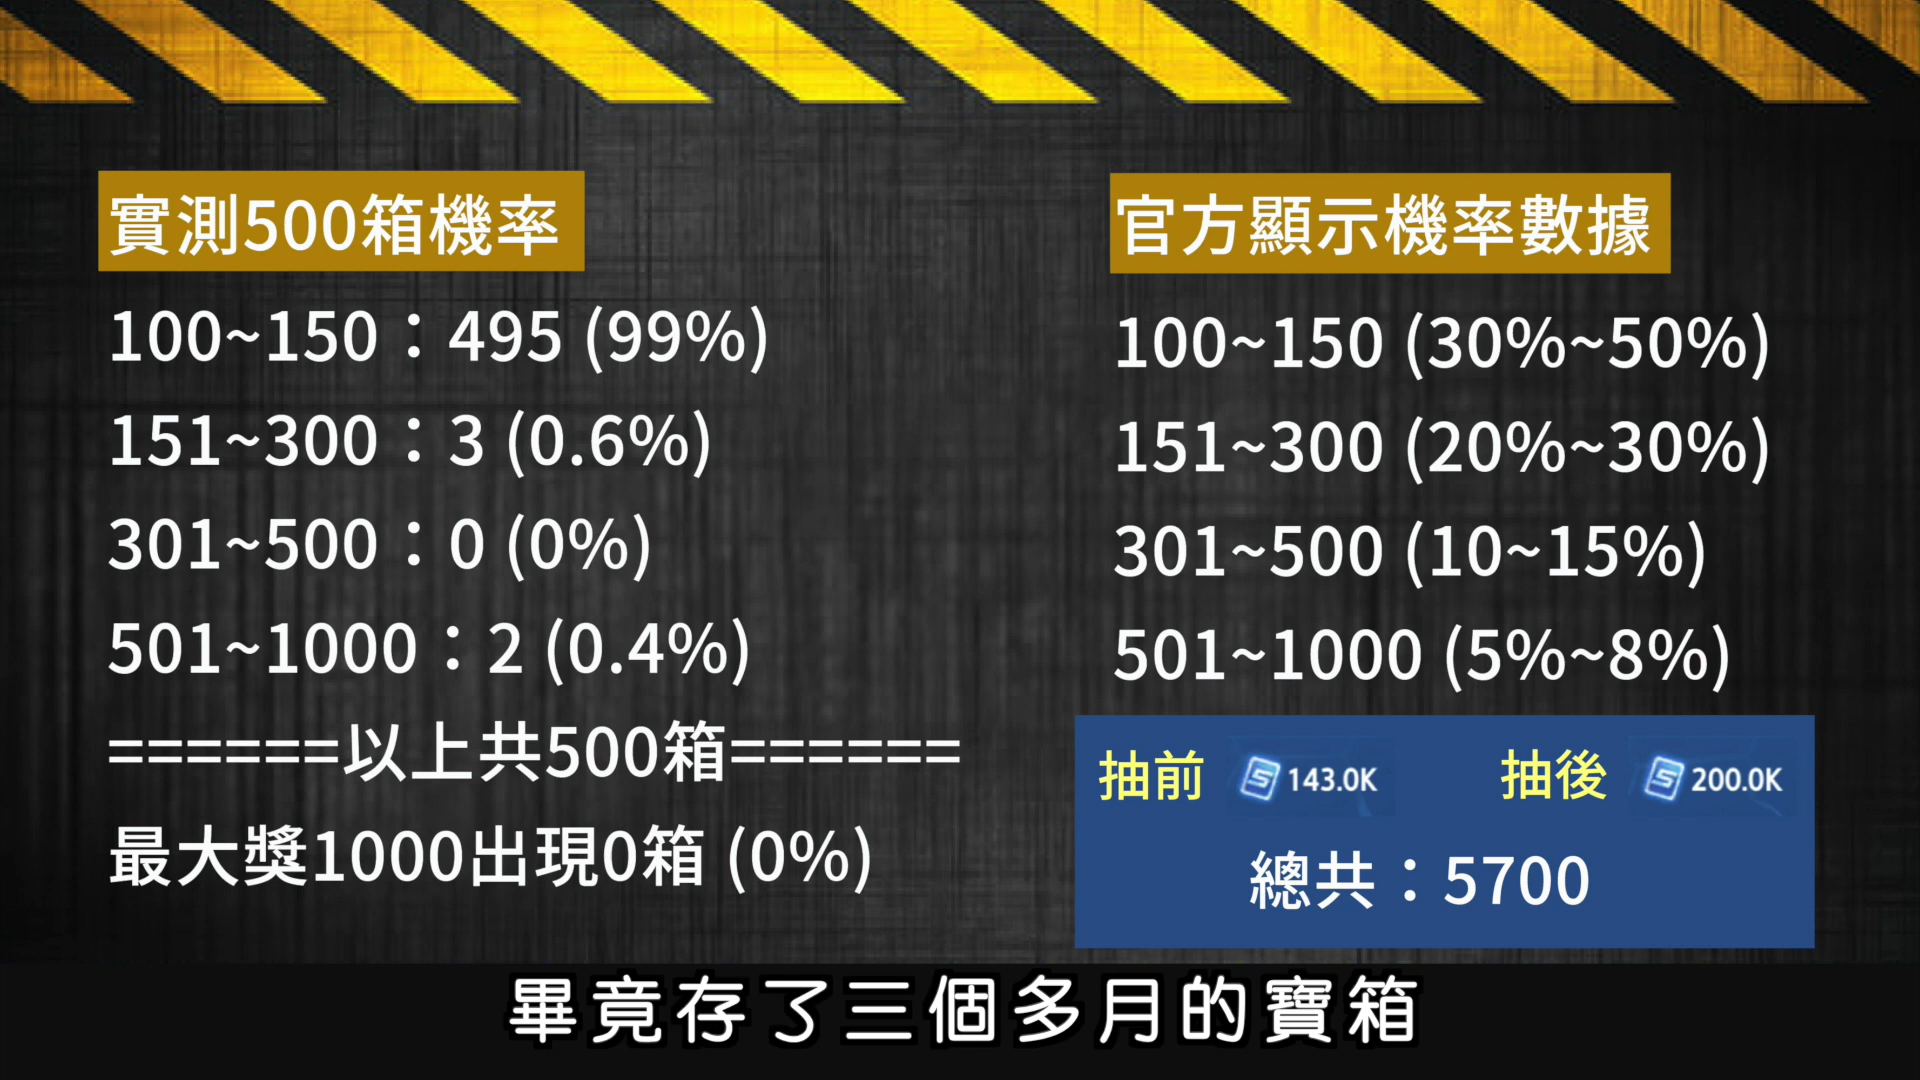 實測500箱機率
100~150：495 (99%)
151~300：3 (0.6%)
301~500：0 (0%)
501~1000：2 (0.4%)
======以上共500箱======
最大獎1000出現0箱 (0%)
官方顯示機率數據
100~150 (30%~50%)
151~300 (20%~30%)
301~500 (10~15%)
501~1000 (5%~8%)
抽前 143.0K 抽後 200.0K
總共：5700
畢竟存了三個多月的寶箱